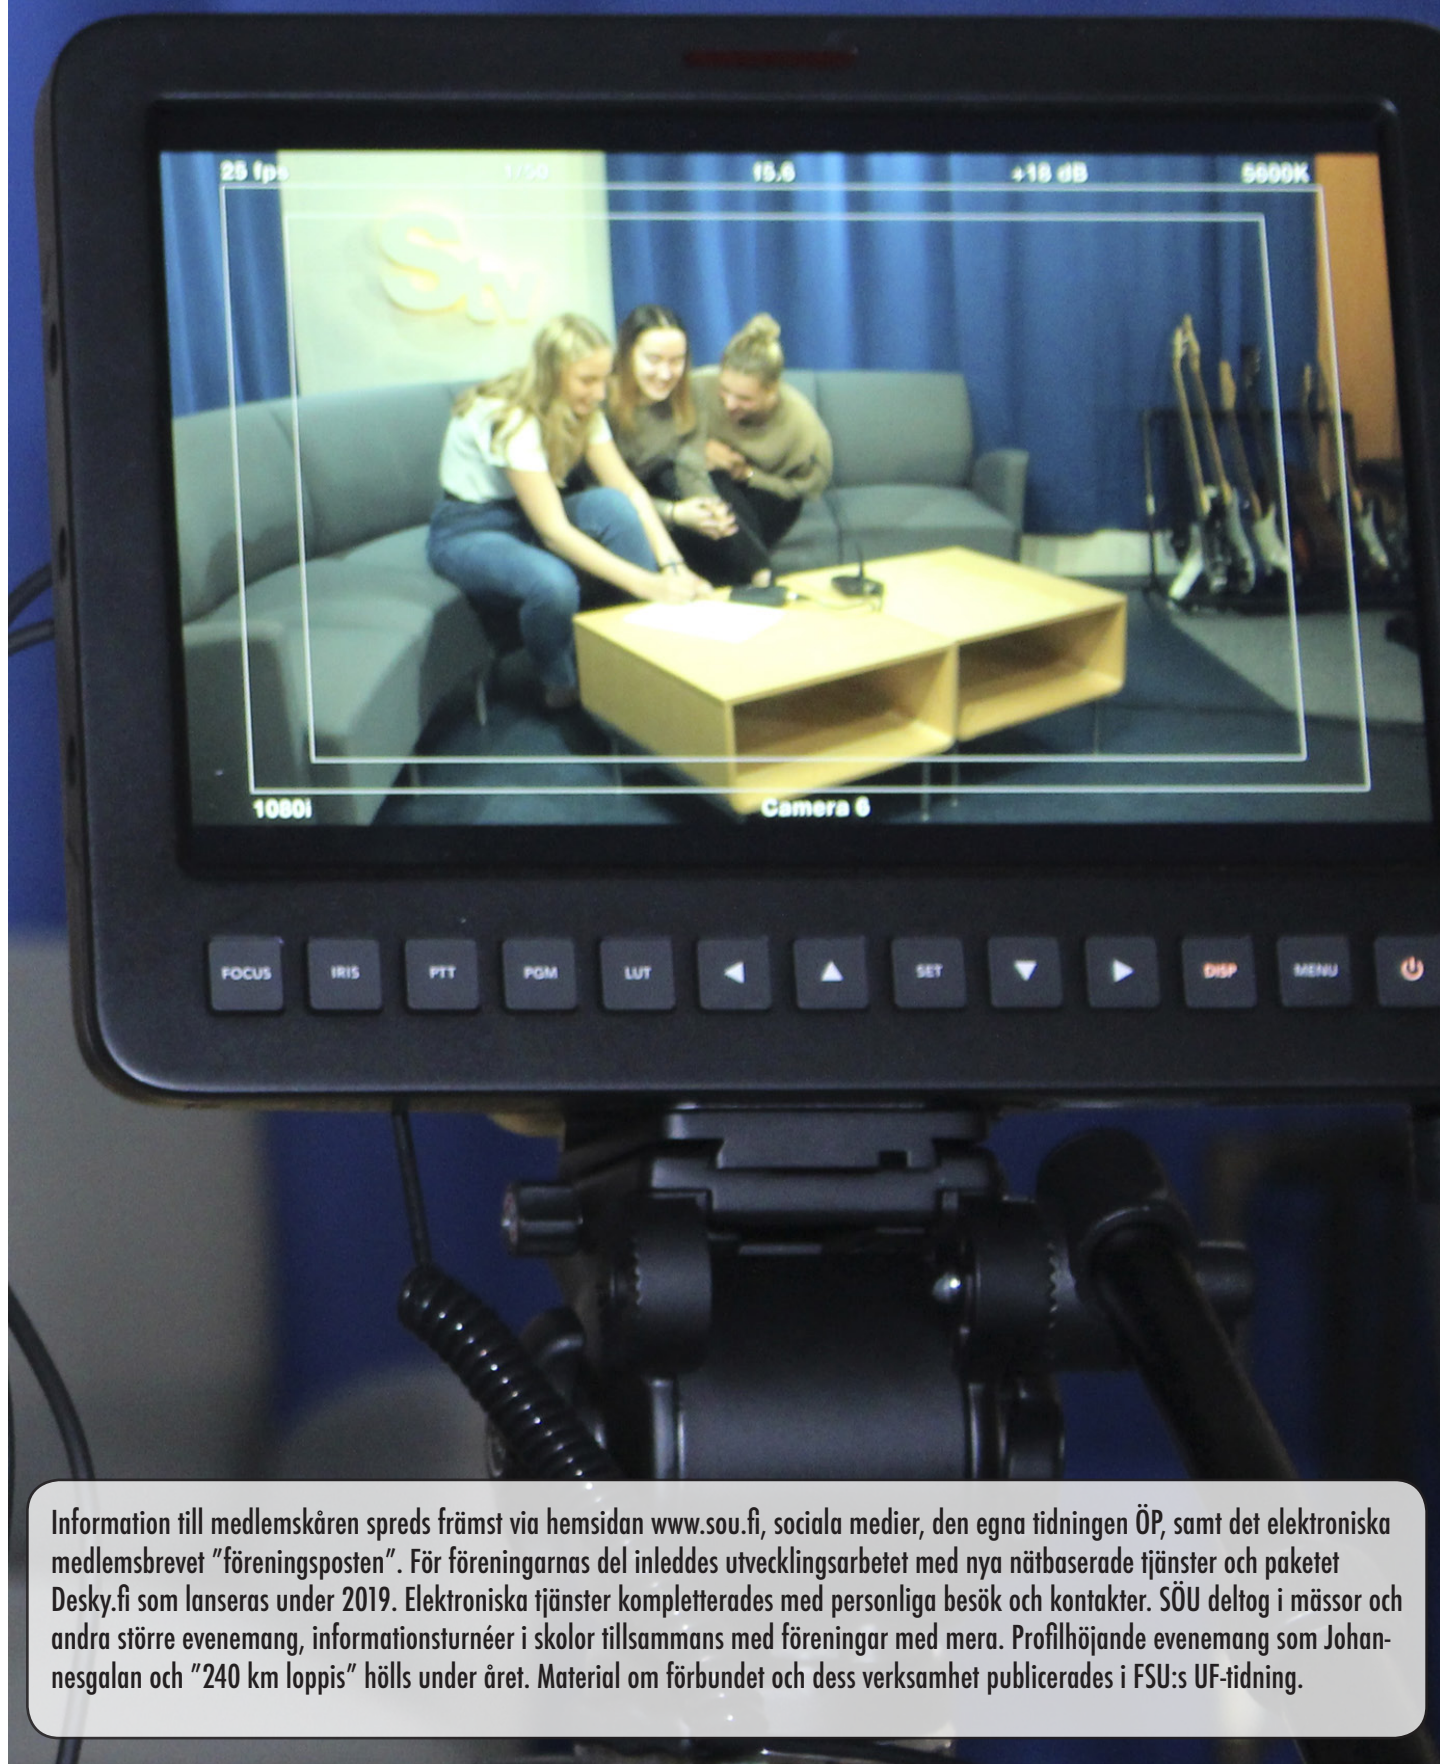 25 fps 1/50 f5.6 +18 dB 5600K
Stv
1080i Camera 6
FOCUS IRIS PTT PGM LUT SET DISP MENU
Information till medlemskåren spreds främst via hemsidan www.sou.fi, sociala medier, den egna tidningen ÖP, samt det elektroniska
medlemsbrevet ”föreningsposten”. För föreningarnas del inleddes utvecklingsarbetet med nya nätbaserade tjänster och paketet
Desky.fi som lanseras under 2019. Elektroniska tjänster kompletterades med personliga besök och kontakter. SÖU deltog i mässor och
andra större evenemang, informationsturnéer i skolor tillsammans med föreningar med mera. Profilhöjande evenemang som Johan-
nesgalan och ”240 km loppis” hölls under året. Material om förbundet och dess verksamhet publicerades i FSU:s UF-tidning.